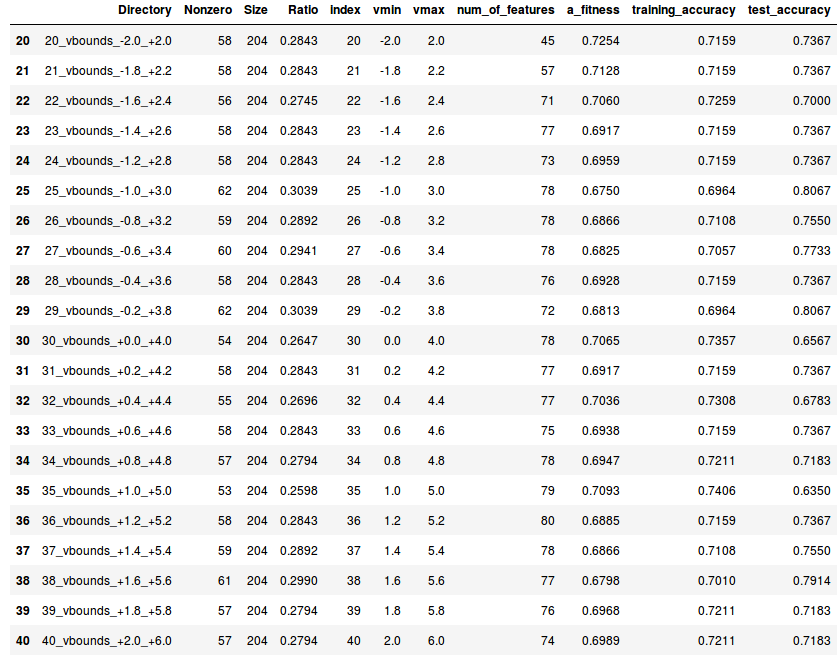 Directory Nonzero Size Ratio index vmin vmax num_of_features a_fitness training_accuracy test_accuracy
20 20_vbounds_-2.0_+2.0 58 204 0.2843 20 -2.0 2.0 45 0.7254 0.7159 0.7367
21 21_vbounds_-1.8_+2.2 58 204 0.2843 21 -1.8 2.2 57 0.7128 0.7159 0.7367
22 22_vbounds_-1.6_+2.4 56 204 0.2745 22 -1.6 2.4 71 0.7060 0.7259 0.7000
23 23_vbounds_-1.4_+2.6 58 204 0.2843 23 -1.4 2.6 77 0.6917 0.7159 0.7367
24 24_vbounds_-1.2_+2.8 58 204 0.2843 24 -1.2 2.8 73 0.6959 0.7159 0.7367
25 25_vbounds_-1.0_+3.0 62 204 0.3039 25 -1.0 3.0 78 0.6750 0.6964 0.8067
26 26_vbounds_-0.8_+3.2 59 204 0.2892 26 -0.8 3.2 78 0.6866 0.7108 0.7550
27 27_vbounds_-0.6_+3.4 60 204 0.2941 27 -0.6 3.4 78 0.6825 0.7057 0.7733
28 28_vbounds_-0.4_+3.6 58 204 0.2843 28 -0.4 3.6 76 0.6928 0.7159 0.7367
29 29_vbounds_-0.2_+3.8 62 204 0.3039 29 -0.2 3.8 72 0.6813 0.6964 0.8067
30 30_vbounds_+0.0_+4.0 54 204 0.2647 30 0.0 4.0 78 0.7065 0.7357 0.6567
31 31_vbounds_+0.2_+4.2 58 204 0.2843 31 0.2 4.2 77 0.6917 0.7159 0.7367
32 32_vbounds_+0.4_+4.4 55 204 0.2696 32 0.4 4.4 77 0.7036 0.7308 0.6783
33 33_vbounds_+0.6_+4.6 58 204 0.2843 33 0.6 4.6 75 0.6938 0.7159 0.7367
34 34_vbounds_+0.8_+4.8 57 204 0.2794 34 0.8 4.8 78 0.6947 0.7211 0.7183
35 35_vbounds_+1.0_+5.0 53 204 0.2598 35 1.0 5.0 79 0.7093 0.7406 0.6350
36 36_vbounds_+1.2_+5.2 58 204 0.2843 36 1.2 5.2 80 0.6885 0.7159 0.7367
37 37_vbounds_+1.4_+5.4 59 204 0.2892 37 1.4 5.4 78 0.6866 0.7108 0.7550
38 38_vbounds_+1.6_+5.6 61 204 0.2990 38 1.6 5.6 77 0.6798 0.7010 0.7914
39 39_vbounds_+1.8_+5.8 57 204 0.2794 39 1.8 5.8 76 0.6968 0.7211 0.7183
40 40_vbounds_+2.0_+6.0 57 204 0.2794 40 2.0 6.0 74 0.6989 0.7211 0.7183